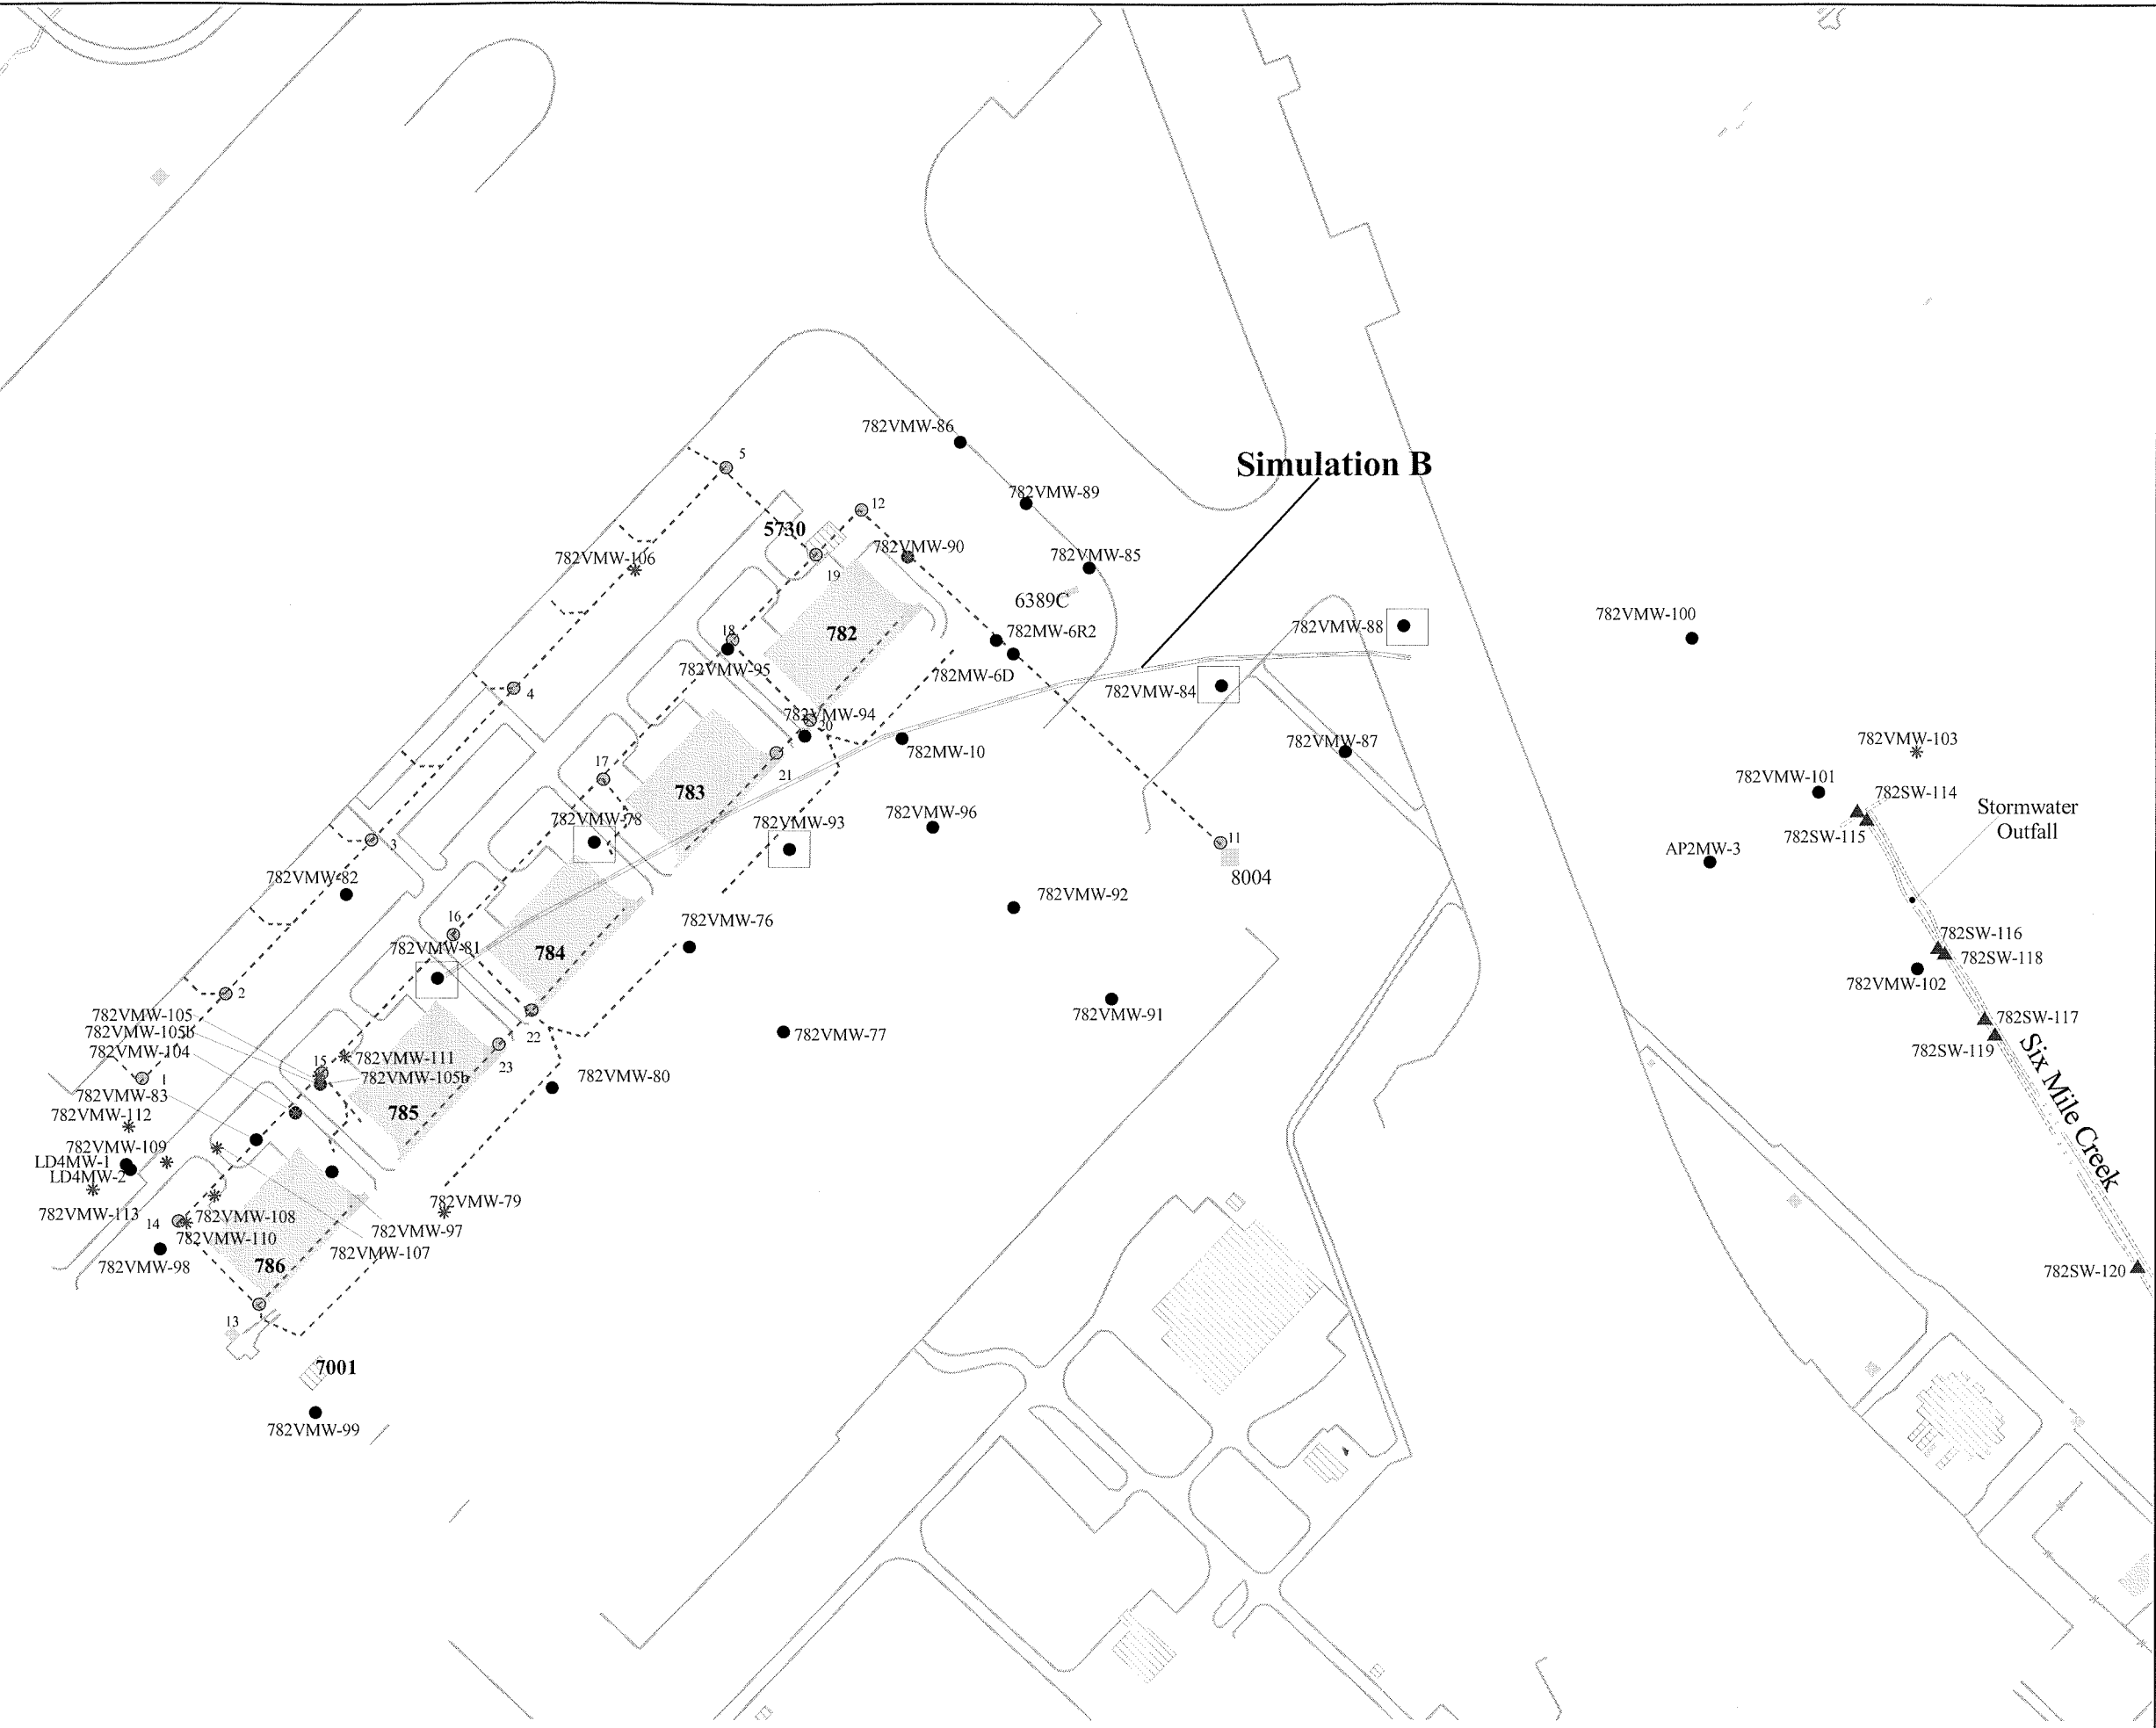 782VMW-86
Simulation B
5
782VMW-89
12
5730
782VMW-90
782VMW-85
782VMW-106
19
6389C
782VMW-100
782VMW-88
18
782
782MW-6R2
782VMW-95
782MW-6D
4
782VMW-84
782VMW-94
20
782VMW-103
782MW-10
782VMW-87
21
17
782VMW-101
783
782SW-114
Stormwater
Outfall
782VMW-78
782VMW-93
782VMW-96
782SW-115
3
11
AP2MW-3
782VMW-82
8004
782VMW-92
16
782VMW-76
782SW-116
782VMW-81
784
782SW-118
782VMW-102
2
782VMW-105
782VMW-91
782SW-117
782VMW-105b
22
782VMW-77
782VMW-104
782SW-119
15
782VMW-111
23
Six Mile Creek
1
782VMW-105b
782VMW-80
782VMW-83
782VMW-112
785
782VMW-109
LD4MW-1
LD4MW-2
782VMW-79
782VMW-113
14
782VMW-108
782VMW-97
782VMW-110
782VMW-107
782VMW-98
786
782SW-120
13
7001
782VMW-99